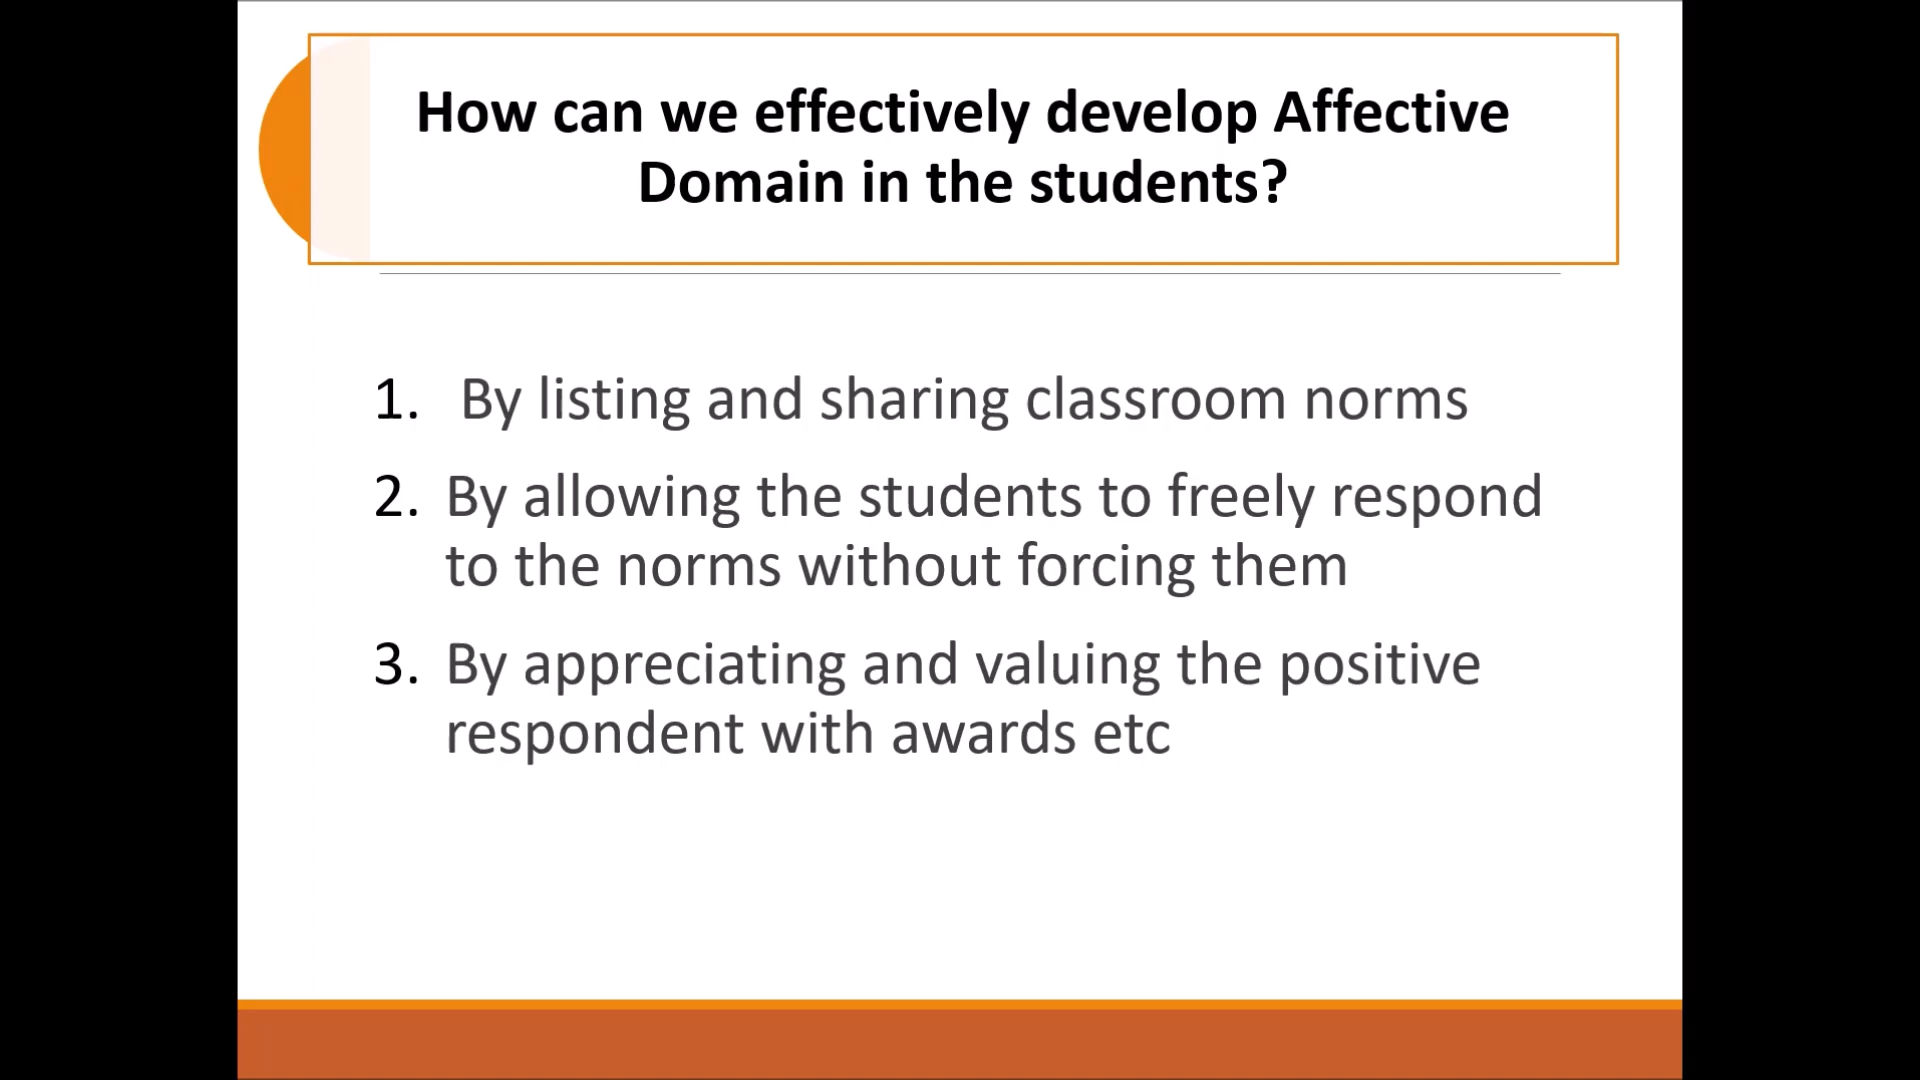 How can we effectively develop Affective
Domain in the students?
1. By listing and sharing classroom norms
2. By allowing the students to freely respond
to the norms without forcing them
3. By appreciating and valuing the positive
respondent with awards etc